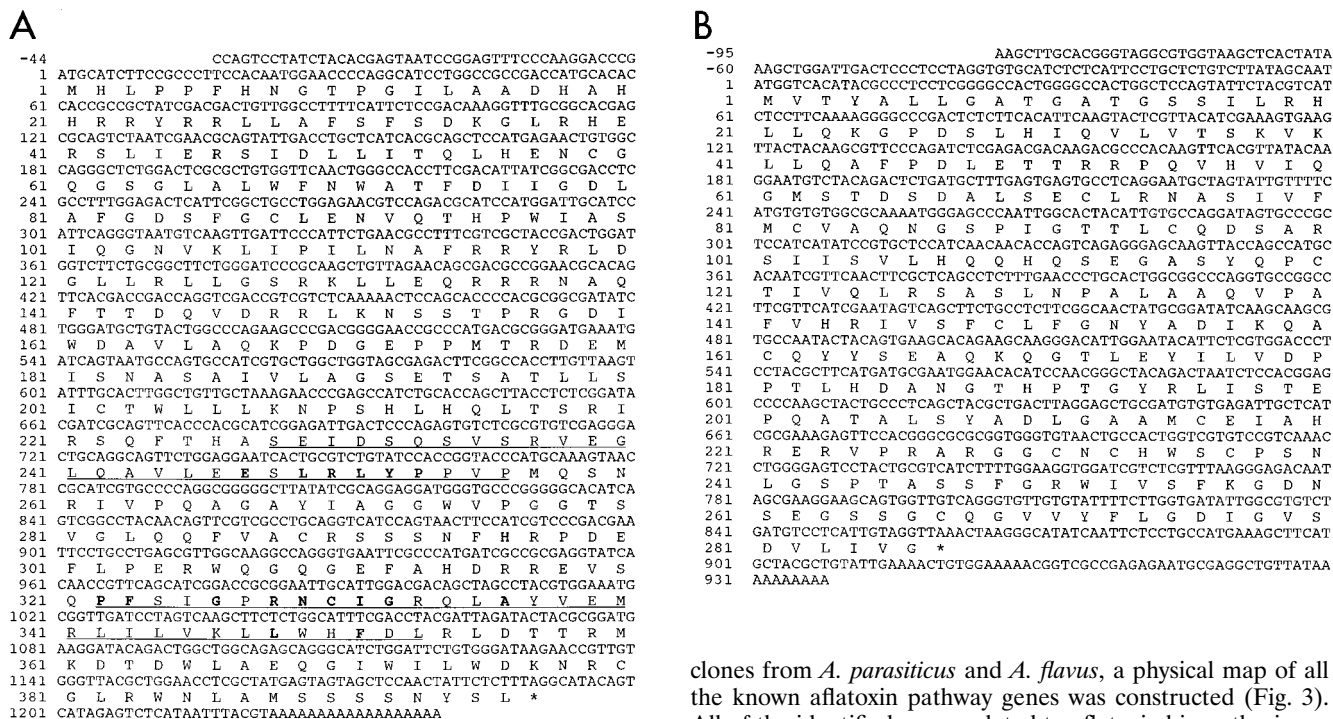 A
-44 CCAGTCCTATCTACACGAGTAATCCGGAGTTTCCCAAGGACCCG
1 ATGCATCTTCCGCCCTTCCACAATGGAACCCCAGGCATCCTGGCCGCCGACCATGCACAC
1 M H L P P F H N G T P G I L A A D H A H
61 CACCGCCGCTATCGACGACTGTTGGCCTTTTCATTCTCCGACAAAGGTTTGCGGCACGAG
21 H R R Y R R L L A F S F S D K G L R H E
121 CGCAGTCTAATCGAACGCAGTATTGACCTGCTCATCACGCAGCTCCATGAGAACTGTGGC
41 R S L I E R S I D L L I T Q L H E N C G
181 CAGGGCTCTGGACTCGCGCTGTGGTTCAACTGGGCCACCTTCGACATTATCGGCGACCTC
61 Q G S G L A L W F N W A T F D I I G D L
241 GCCTTTGGAGACTCATTCGGCTGCCTGGAGAACGTCCAGACGCATCCATGGATTGCATCC
81 A F G D S F G C L E N V Q T H P W I A S
301 ATTCAGGGTAATGTCAAGTTGATTCCCATTCTGAACGCCTTTCGTCGCTACCGACTGGAT
101 I Q G N V K L I P I L N A F R R Y R L D
361 GGTCTTCTGCGGCTTCTGGGATCCCGCAAGCTGTTAGAACAGCGACGCCGGAACGCACAG
121 G L L R L L G S R K L L E Q R R R N A Q
421 TTCACGACCGACCAGGTCGACCGTCGTCTCAAAAACTCCAGCACCCCACGCGGCGATATC
141 F T T D Q V D R R L K N S S T P R G D I
481 TGGGATGCTGTACTGGCCCAGAAGCCCGACGGGGAACCGCCCATGACGCGGGATGAAATG
161 W D A V L A Q K P D G E P P M T R D E M
541 ATCAGTAATGCCAGTGCCATCGTGCTGGCTGGTAGCGAGACTTCGGCCACCTTGTTAAGT
181 I S N A S A I V L A G S E T S A T L L S
601 ATTTGCACTTGGCTGTTGCTAAAGAACCCGAGCCATCTGCACCAGCTTACCTCTCGGATA
201 I C T W L L L K N P S H L H Q L T S R I
661 CGATCGCAGTTCACCCACGCATCGGAGATTGACTCCCAGAGTGTCTCGCGTGTCGAGGGA
221 R S Q F T H A S E I D S Q S V S R V E G
721 CTGCAGGCAGTTCTGGAGGAATCACTGCGTCTGTATCCACCGGTACCCATGCAAAGTAAC
241 L Q A V L E E S L R L Y P P V P M Q S N
781 CGCATCGTGCCCCAGGCGGGGGCTTATATCGCAGGAGGATGGGTGCCCGGGGGCACATCA
261 R I V P Q A G A Y I A G G W V P G G T S
841 GTCGGCCTACAACAGTTCGTCGCCTGCAGGTCATCCAGTAACTTCCATCGTCCCGACGAA
281 V G L Q Q F V A C R S S S N F H R P D E
901 TTCCTGCCTGAGCGTTGGCAAGGCCAGGGTGAATTCGCCCATGATCGCCGCGAGGTATCA
301 F L P E R W Q G Q G E F A H D R R E V S
961 CAACCGTTCAGCATCGGACCGCGGAATTGCATTGGACGACAGCTAGCCTACGTGGAAATG
321 Q P F S I G P R N C I G R Q L A Y V E M
1021 CGGTTGATCCTAGTCAAGCTTCTCTGGCATTTCGACCTACGATTAGATACTACGCGGATG
341 R L I L V K L L W H F D L R L D T T R M
1081 AAGGATACAGACTGGCTGGCAGAGCAGGGCATCTGGATTCTGTGGGATAAGAACCGTTGT
361 K D T D W L A E Q G I W I L W D K N R C
1141 GGGTTACGCTGGAACCTCGCTATGAGTAGTAGCTCCAACTATTCTCTTTAGGCATACAGT
381 G L R W N L A M S S S S N Y S L *
1201 CATAGAGTCTCATAATTTACGTAAAAAAAAAAAAAAAAAA
B
-95 AAGCTTGCACGGGTAGGCGTGGTAAGCTCACTATA
-60 AAGCTGGATTGACTCCCTCCTAGGTGTGCATCTCTCATTCCTGCTCTGTCTTATAGCAAT
1 ATGGTCACATACGCCCTCCTCGGGGCCACTGGGGCCACTGGCTCCAGTATTCTACGTCAT
1 M V T Y A L L G A T G A T G S S I L R H
61 CTCCTTCAAAAGGGGCCCGACTCTCTTCACATTCAAGTACTCGTTACATCGAAAGTGAAG
21 L L Q K G P D S L H I Q V L V T S K V K
121 TTACTACAAGCGTTCCCAGATCTCGAGACGACAAGACGCCCACAAGTTCACGTTATACAA
41 L L Q A F P D L E T T R R P Q V H V I Q
181 GGAATGTCTACAGACTCTGATGCTTTGAGTGAGTGCCTCAGGAATGCTAGTATTGTTTTC
61 G M S T D S D A L S E C L R N A S I V F
241 ATGTGTGTGGCGCAAAATGGGAGCCCAATTGGCACTACATTGTGCCAGGATAGTGCCCGC
81 M C V A Q N G S P I G T T L C Q D S A R
301 TCCATCATATCCGTGCTCCATCAACAACACCAGTCAGAGGGAGCAAGTTACCAGCCATGC
101 S I I S V L H Q Q H Q S E G A S Y Q P C
361 ACAATCGTTCAACTTCGCTCAGCCTCTTTGAACCCTGCACTGGCGGCCCAGGTGCCGGCC
121 T I V Q L R S A S L N P A L A A Q V P A
421 TTCGTTCATCGAATAGTCAGCTTCTGCCTCTTCGGCAACTATGCGGATATCAAGCAAGCG
141 F V H R I V S F C L F G N Y A D I K Q A
481 TGCCAATACTACAGTGAAGCACAGAAGCAAGGGACATTGGAATACATTCTCGTGGACCCT
161 C Q Y Y S E A Q K Q G T L E Y I L V D P
541 CCTACGCTTCATGATGCGAATGGAACACATCCAACGGGCTACAGACTAATCTCCACGGAG
181 P T L H D A N G T H P T G Y R L I S T E
601 CCCCAAGCTACTGCCCTCAGCTACGCTGACTTAGGAGCTGCGATGTGTGAGATTGCTCAT
201 P Q A T A L S Y A D L G A A M C E I A H
661 CGCGAAAGAGTTCCACGGGCGCGCGGTGGGTGTAACTGCCACTGGTCGTGTCCGTCAAAC
221 R E R V P R A R G G C N C H W S C P S N
721 CTGGGGAGTCCTACTGCGTCATCTTTTGGAAGGTGGATCGTCTCGTTTAAGGGAGACAAT
241 L G S P T A S S F G R W I V S F K G D N
781 AGCGAAGGAAGCAGTGGTTGTCAGGGTGTTGTGTATTTTCTTGGTGATATTGGCGTGTCT
261 S E G S S G C Q G V V Y F L G D I G V S
841 GATGTCCTCATTGTAGGTTAAACTAAGGGCATATCAATTCTCTCCTGCCATGAAAGCTTCAT
281 D V L I V G *
871 GCTACGCTGTATTGAAAACTGTGGAAAAACGGTCGCCGAGAGAATGCGAGGCTGTTATAA
931 AAAAAAAA
clones from A. parasiticus and A. flavus, a physical map of all
the known aflatoxin pathway genes was constructed (Fig. 3).